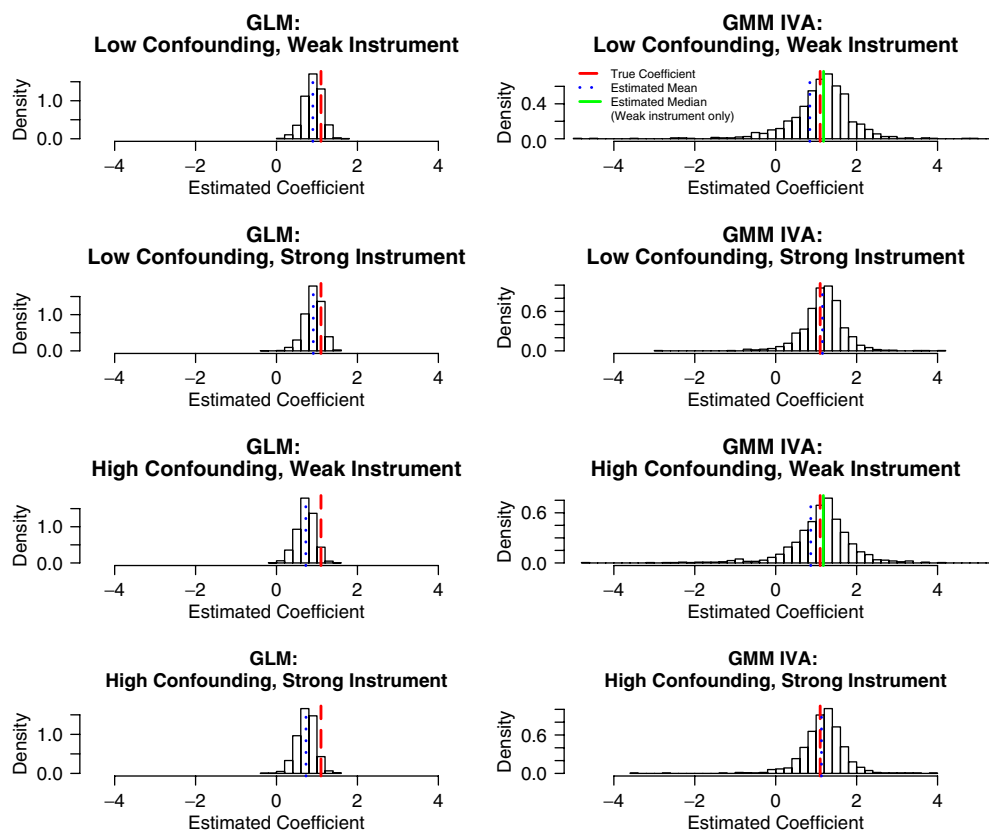 GLM:
Low Confounding, Weak Instrument
Density
0.0
1.0
−4
−2
0
2
4
Estimated Coefficient
GMM IVA:
Low Confounding, Weak Instrument
True Coefficient
Estimated Mean
Estimated Median
(Weak instrument only)
Density
0.0
0.4
−4
−2
0
2
4
Estimated Coefficient
GLM:
Low Confounding, Strong Instrument
Density
0.0
1.0
−4
−2
0
2
4
Estimated Coefficient
GMM IVA:
Low Confounding, Strong Instrument
Density
0.0
0.6
−4
−2
0
2
4
Estimated Coefficient
GLM:
High Confounding, Weak Instrument
Density
0.0
1.0
−4
−2
0
2
4
Estimated Coefficient
GMM IVA:
High Confounding, Weak Instrument
Density
0.0
0.6
−4
−2
0
2
4
Estimated Coefficient
GLM:
High Confounding, Strong Instrument
Density
0.0
1.0
−4
−2
0
2
4
Estimated Coefficient
GMM IVA:
High Confounding, Strong Instrument
Density
0.0
0.6
−4
−2
0
2
4
Estimated Coefficient